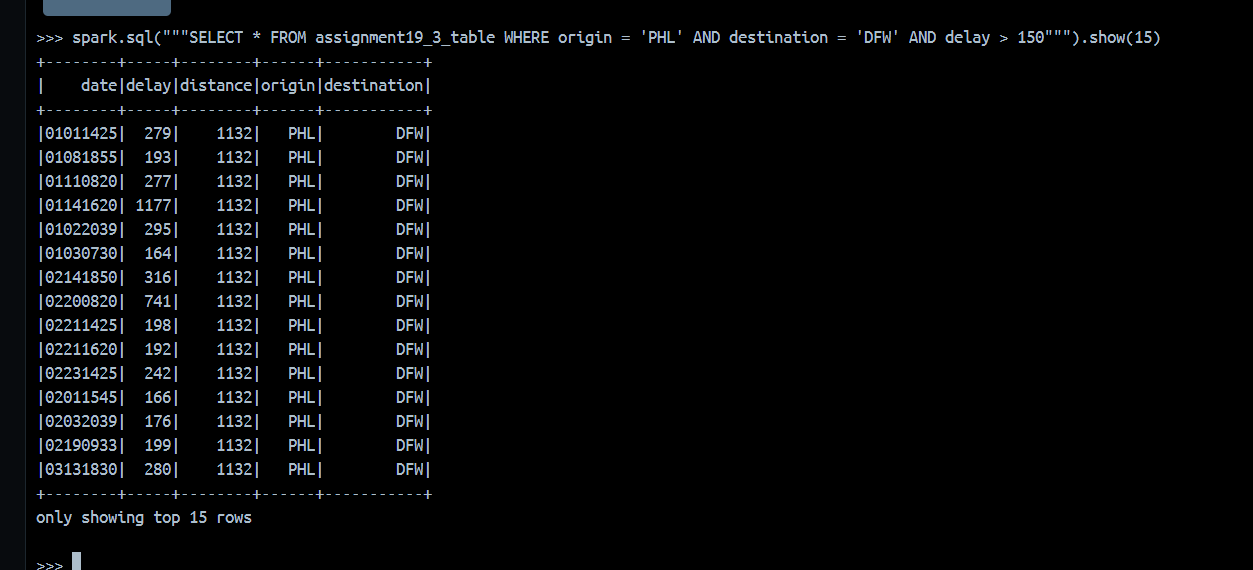 >>> spark.sql("""SELECT * FROM assignment19_3_table WHERE origin = 'PHL' AND destination = 'DFW' AND delay > 150""").show(15)
+--------+-----+--------+------+-----------+
|    date|delay|distance|origin|destination|
+--------+-----+--------+------+-----------+
|01011425|  279|    1132|   PHL|        DFW|
|01081855|  193|    1132|   PHL|        DFW|
|01110820|  277|    1132|   PHL|        DFW|
|01141620| 1177|    1132|   PHL|        DFW|
|01022039|  295|    1132|   PHL|        DFW|
|01030730|  164|    1132|   PHL|        DFW|
|02141850|  316|    1132|   PHL|        DFW|
|02200820|  741|    1132|   PHL|        DFW|
|02211425|  198|    1132|   PHL|        DFW|
|02211620|  192|    1132|   PHL|        DFW|
|02231425|  242|    1132|   PHL|        DFW|
|02011545|  166|    1132|   PHL|        DFW|
|02032039|  176|    1132|   PHL|        DFW|
|02190933|  199|    1132|   PHL|        DFW|
|03131830|  280|    1132|   PHL|        DFW|
+--------+-----+--------+------+-----------+
only showing top 15 rows
>>>